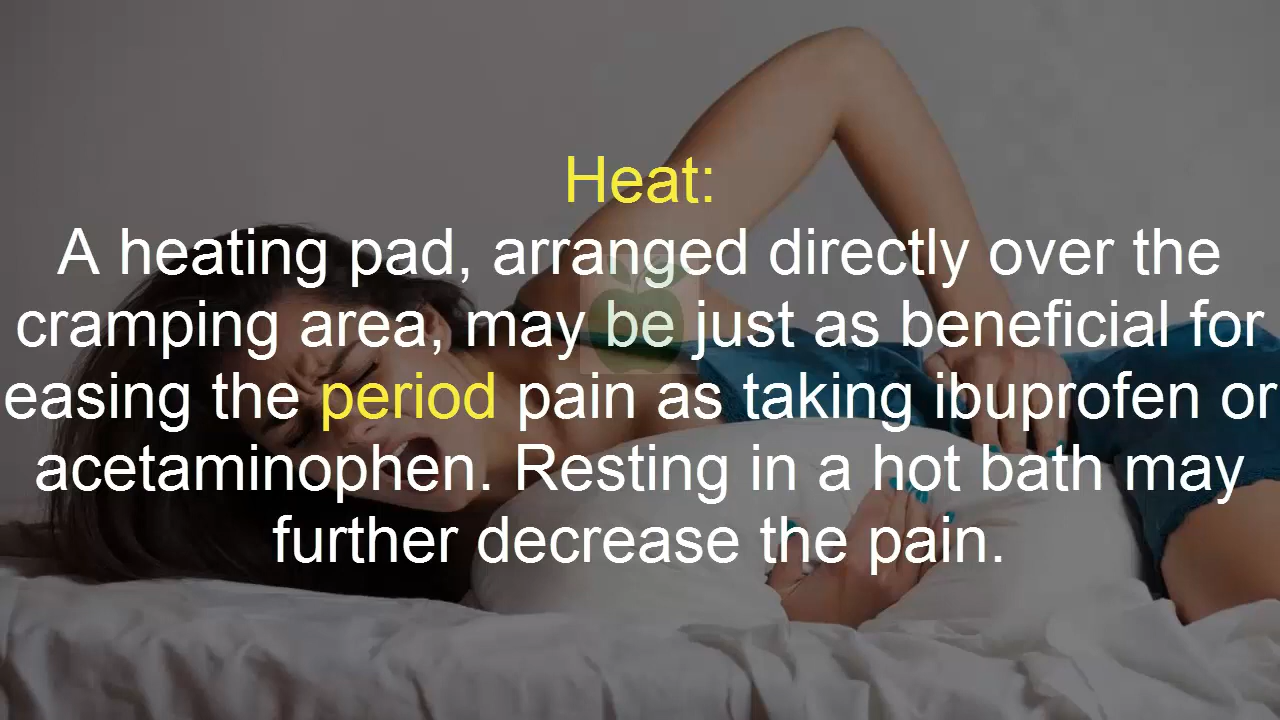 Heat:
A heating pad, arranged directly over the
cramping area, may be just as beneficial for
easing the period pain as taking ibuprofen or
acetaminophen. Resting in a hot bath may
further decrease the pain.